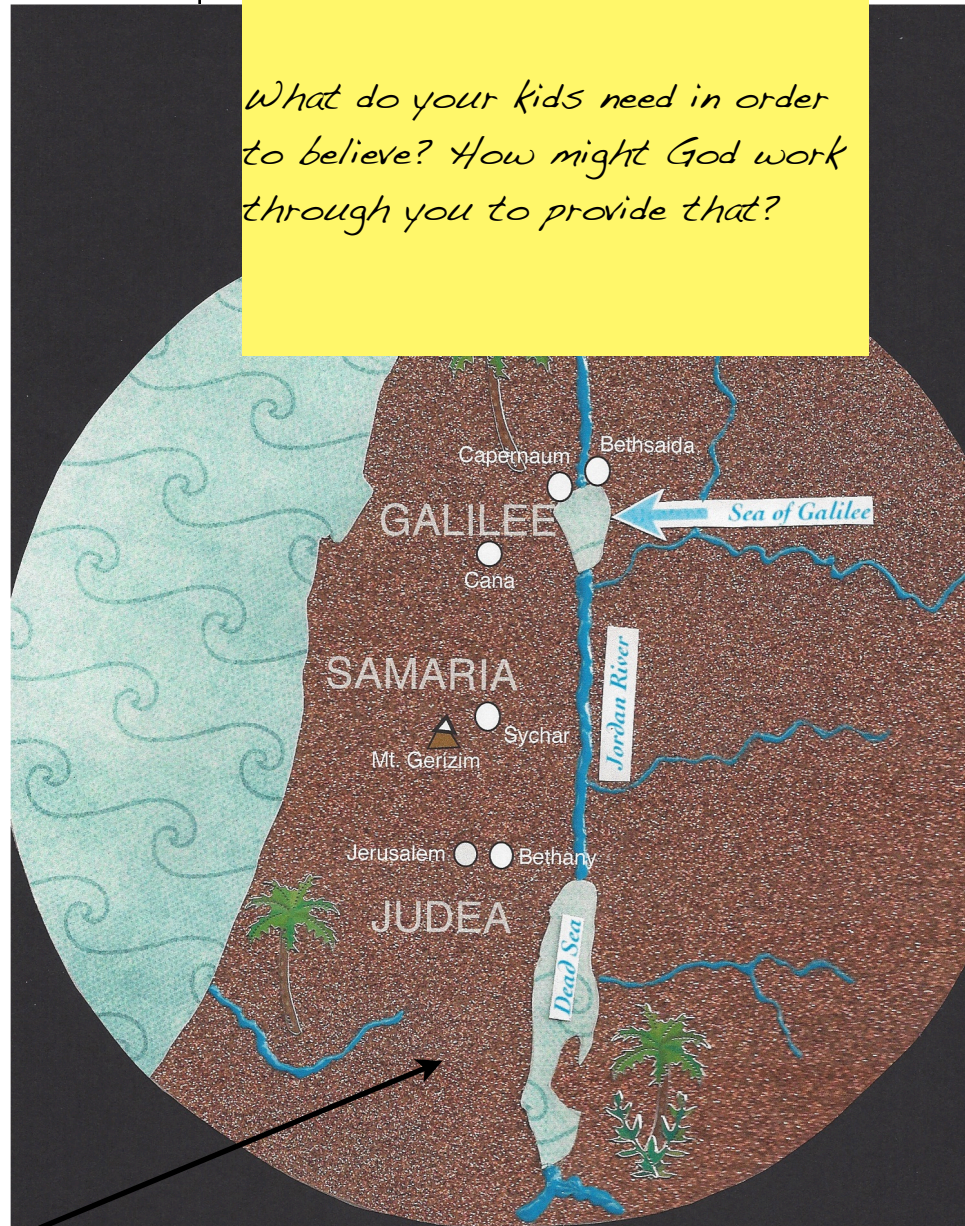 What do your kids need in order
to believe? How might God work
through you to provide that?
Bethsaida
Capernaum
GALILEE
Sea of Galilee
Cana
Jordan River
SAMARIA
Sychar
Mt. Gerizim
Jerusalem
Bethany
JUDEA
Dead Sea